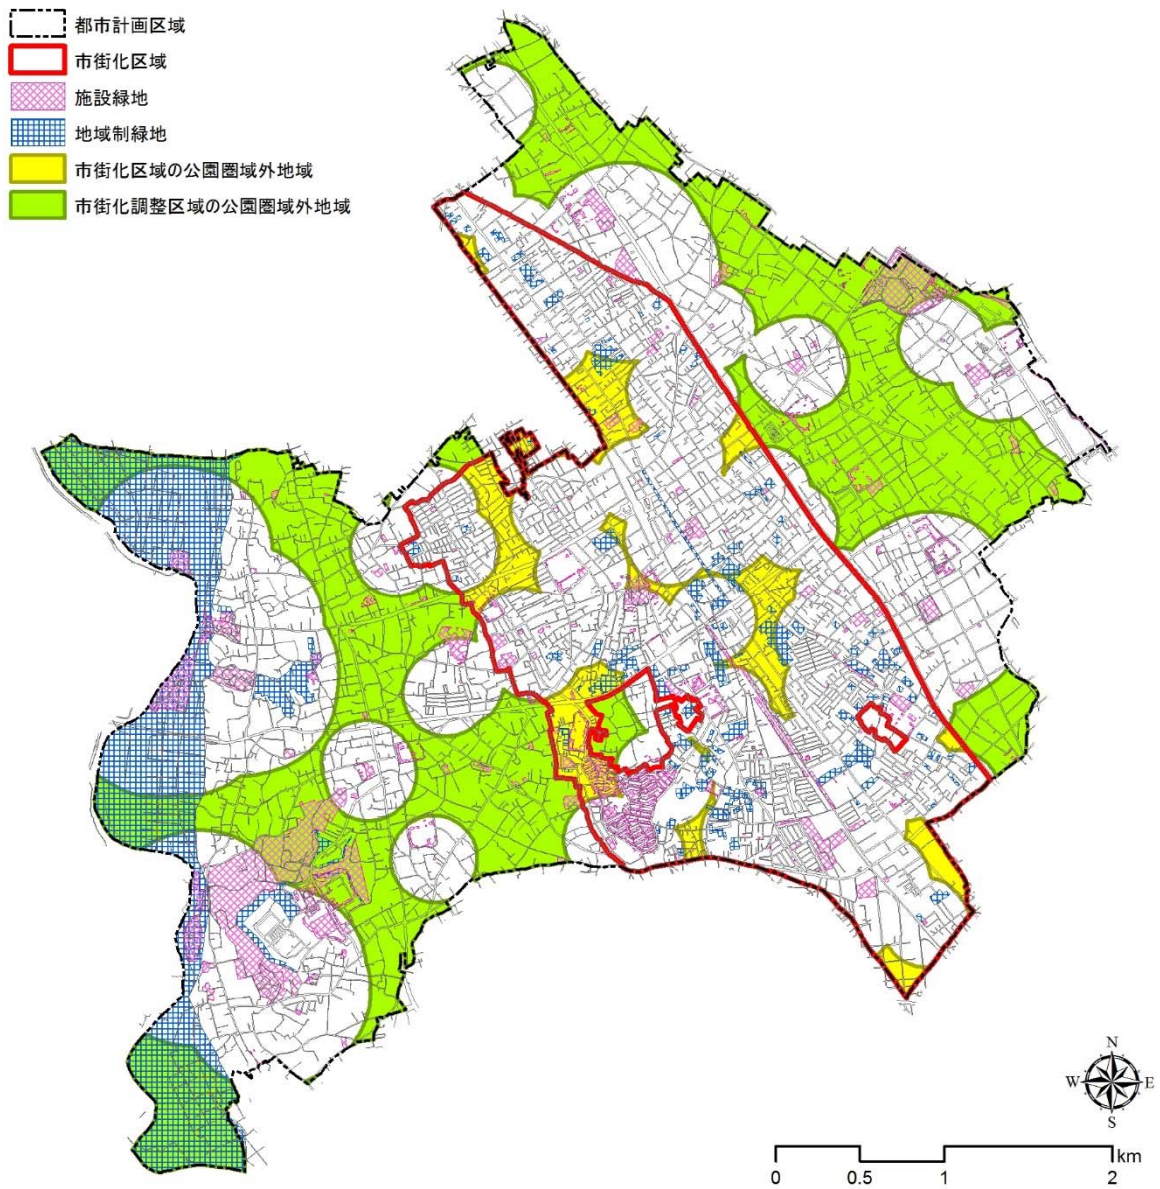 都市計画区域
市街化区域
施設緑地
地域制緑地
市街化区域の公園圏域外地域
市街化調整区域の公園圏域外地域
N
W
E
S
km
0
0.5
1
2